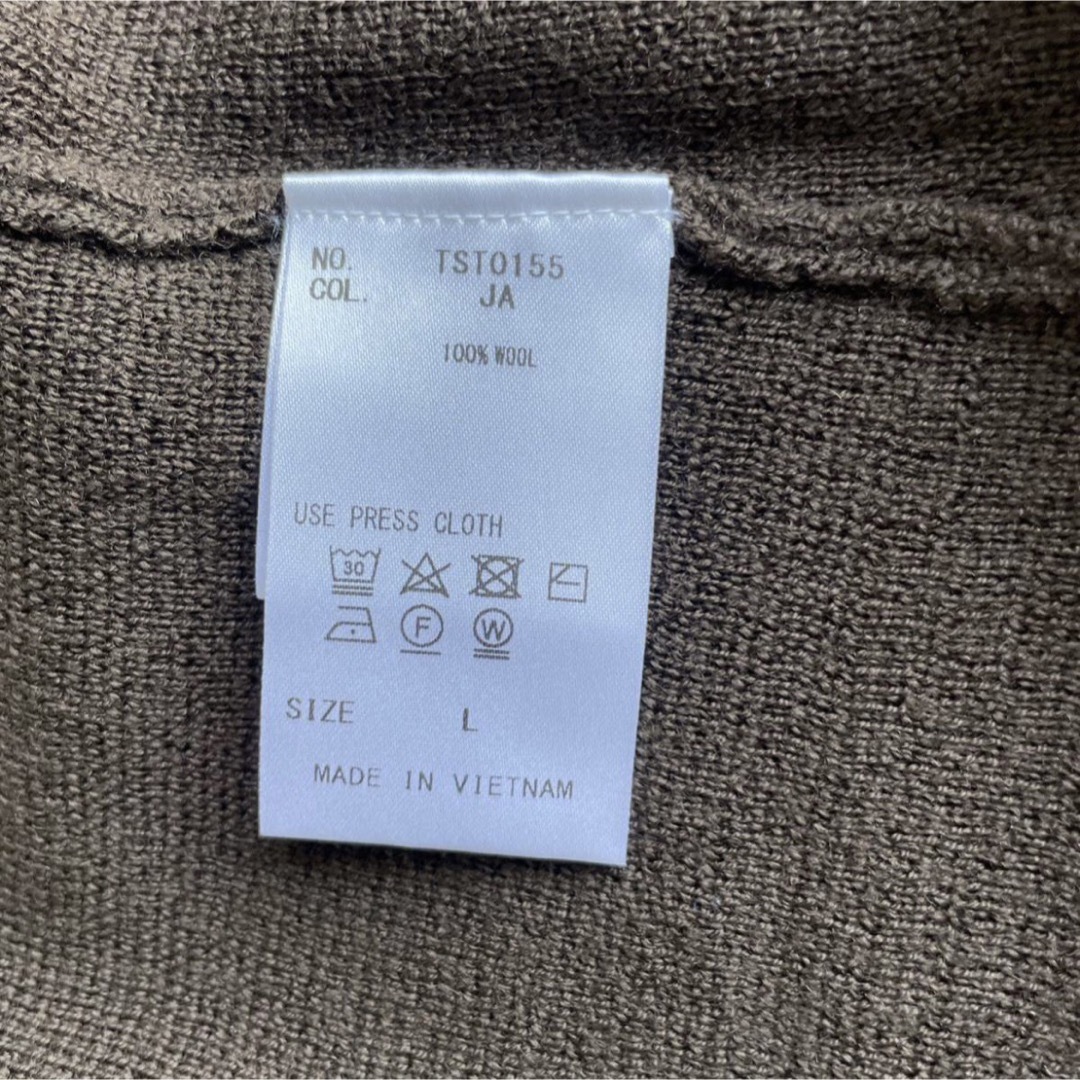 NO. TST0155
COL. JA
100% WOOL
USE PRESS CLOTH
30
F W
SIZE L
MADE IN VIETNAM